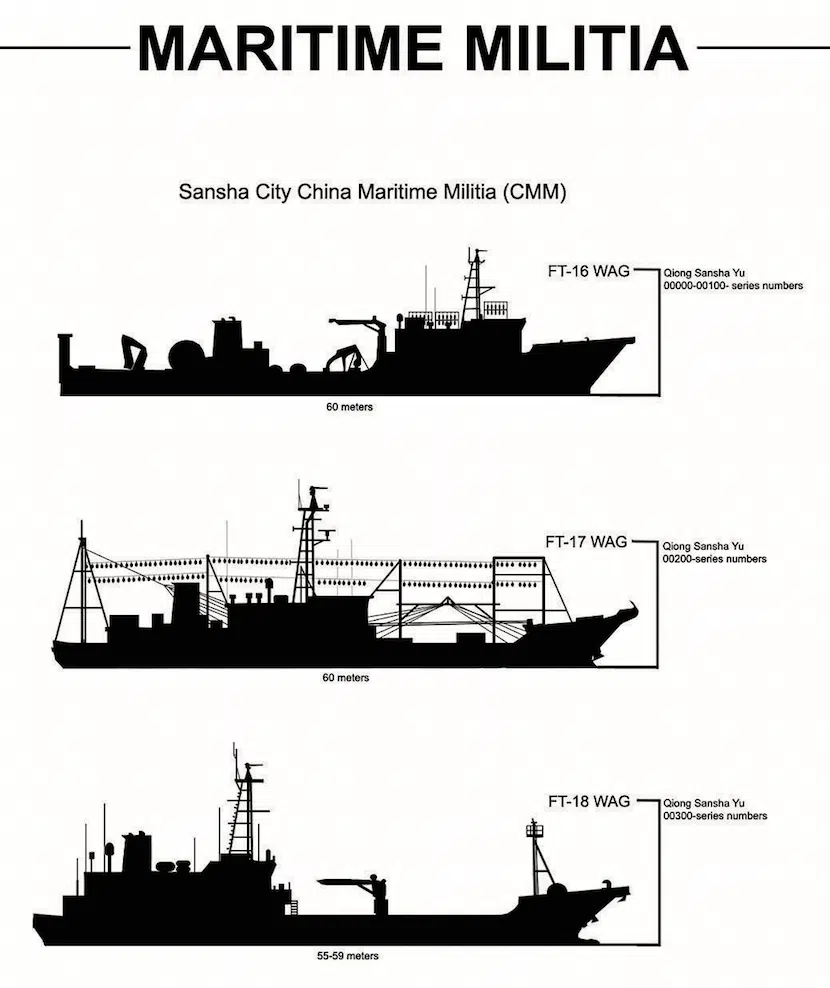 MARITIME MILITIA
Sansha City China Maritime Militia (CMM)
FT-16 WAG
Qiong Sansha Yu
00000-00100- series numbers
60 meters
FT-17 WAG
Qiong Sansha Yu
00200-series numbers
60 meters
FT-18 WAG
Qiong Sansha Yu
00300-series numbers
55-59 meters